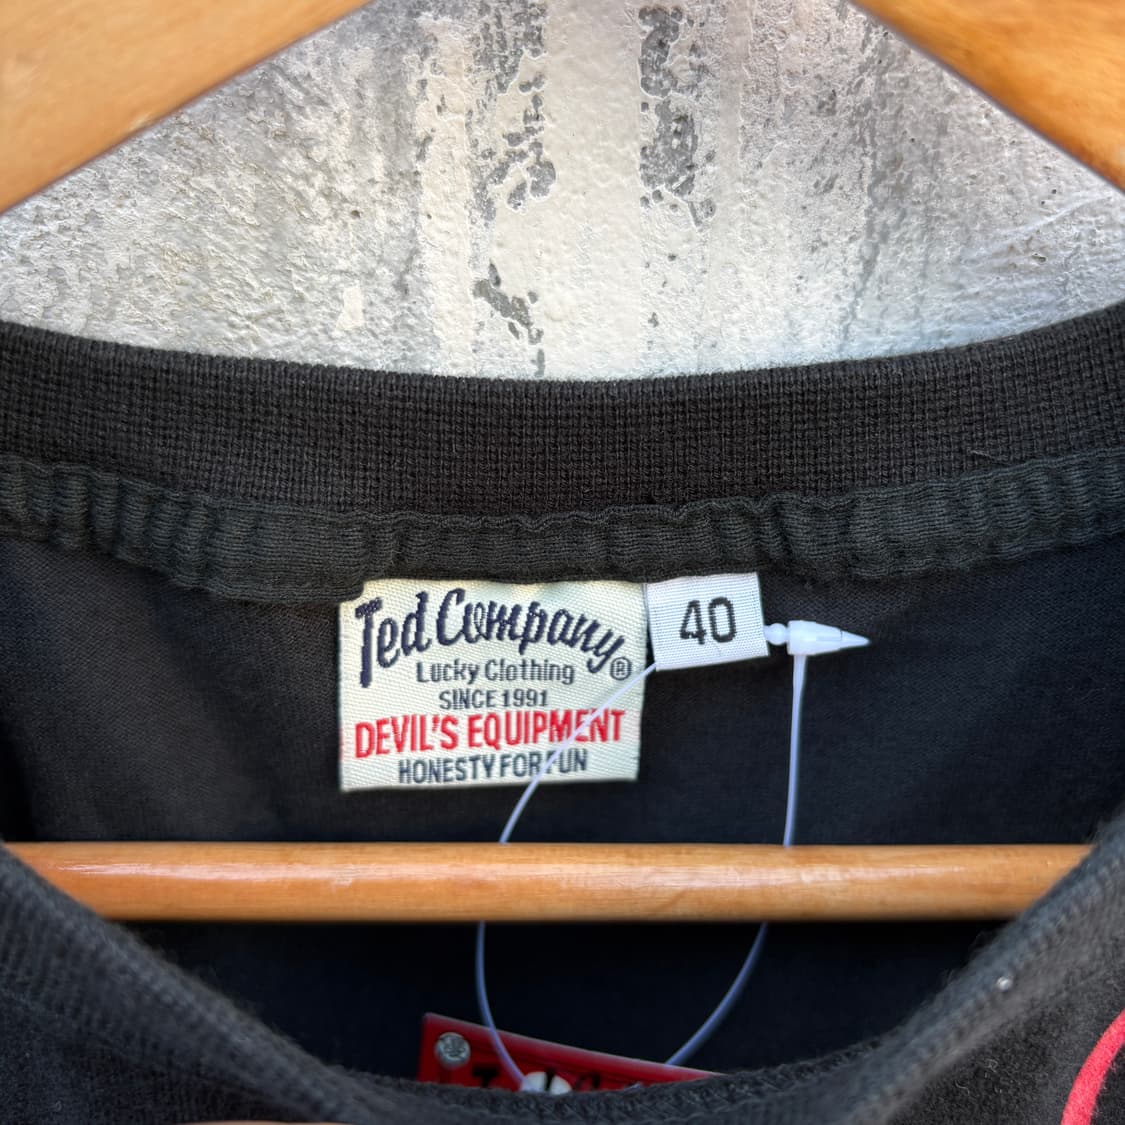 Ted Company®
Lucky Clothing
SINCE 1991
DEVIL'S EQUIPMENT
HONESTY FOR FUN
40